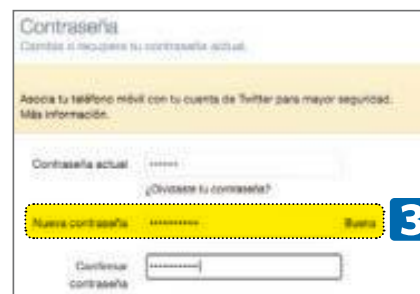 Contraseña
Cambia o recupera tu contraseña actual.
Asocia tu teléfono móvil con tu cuenta de Twitter para mayor seguridad.
Más información.
Contraseña actual ••••••
¿Olvidaste tu contraseña?
Nueva contraseña •••••••••• Buena
3
Confirmar ••••••••••
contraseña